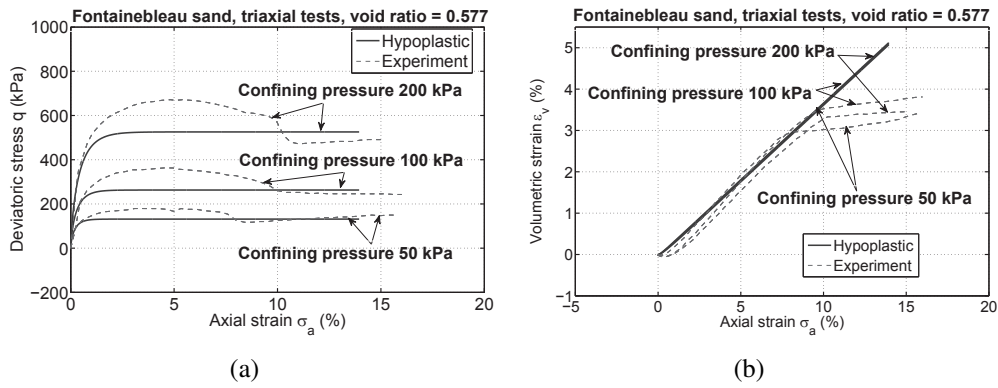 Fontainebleau sand, triaxial tests, void ratio = 0.577
1000
800
600
400
200
0
−200
0
5
10
15
20
Deviatoric stress q (kPa)
Axial strain σa (%)
Hypoplastic
Experiment
Confining pressure 200 kPa
Confining pressure 100 kPa
Confining pressure 50 kPa
(a)
Fontainebleau sand, triaxial tests, void ratio = 0.577
5
4
3
2
1
0
−1
−5
0
5
10
15
20
Volumetric strrain εv (%)
Axial strain σa (%)
Confining pressure 200 kPa
Confining pressure 100 kPa
Confining pressure 50 kPa
Hypoplastic
Experiment
(b)